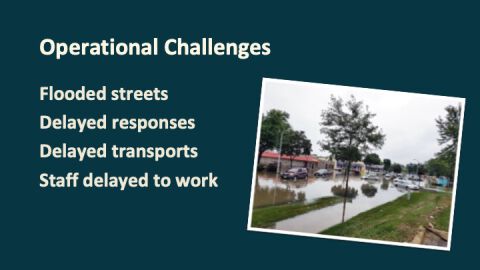 Operational Challenges
Flooded streets
Delayed responses
Delayed transports
Staff delayed to work